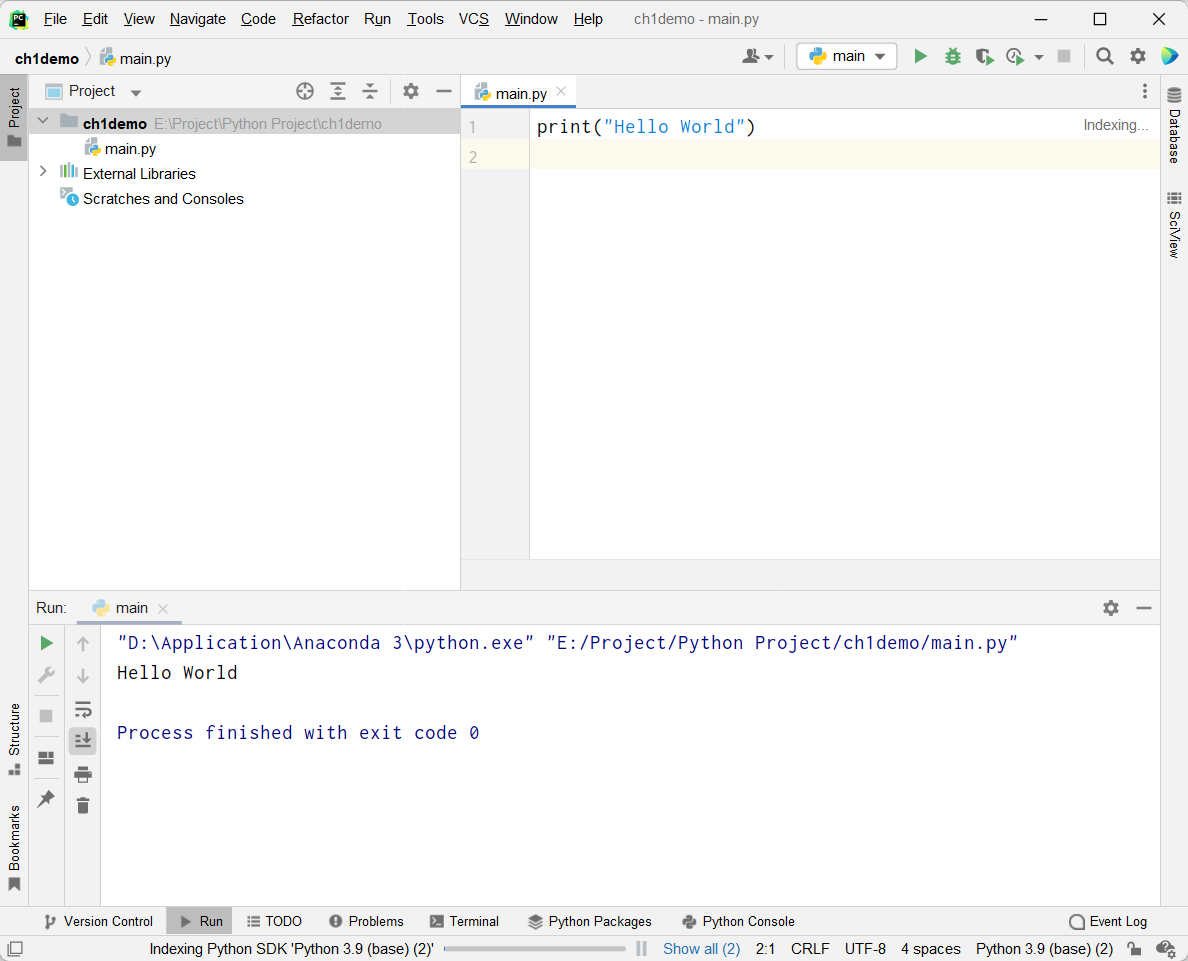 File Edit View Navigate Code Refactor Run Tools VCS Window Help ch1demo - main.py
ch1demo main.py main
Project
Project
main.py
ch1demo E:\Project\Python Project\ch1demo
main.py
External Libraries
Scratches and Consoles
1 print("Hello World") Indexing...
2
Database
SciView
Run: main
"D:\Application\Anaconda 3\python.exe" "E:/Project/Python Project/ch1demo/main.py"
Hello World
Process finished with exit code 0
Structure
Bookmarks
Version Control Run TODO Problems Terminal Python Packages Python Console Event Log
Indexing Python SDK 'Python 3.9 (base) (2)' Show all (2) 2:1 CRLF UTF-8 4 spaces Python 3.9 (base) (2)